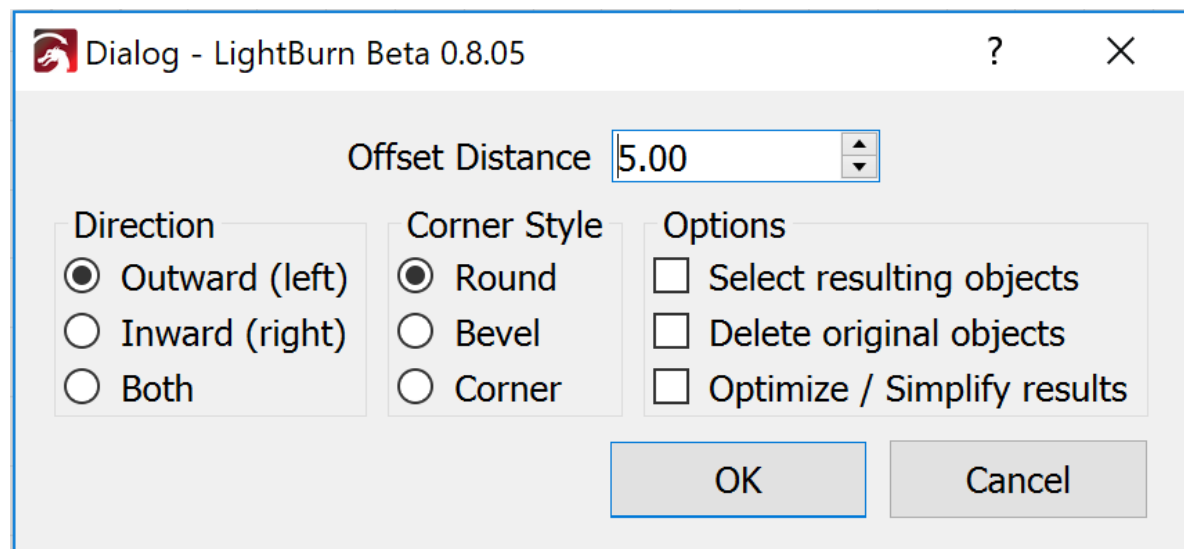 Dialog - LightBurn Beta 0.8.05 ?
Offset Distance 5.00
Direction Corner Style Options
Outward (left) Round Select resulting objects
Inward (right) Bevel Delete original objects
Both Corner Optimize / Simplify results
OK Cancel